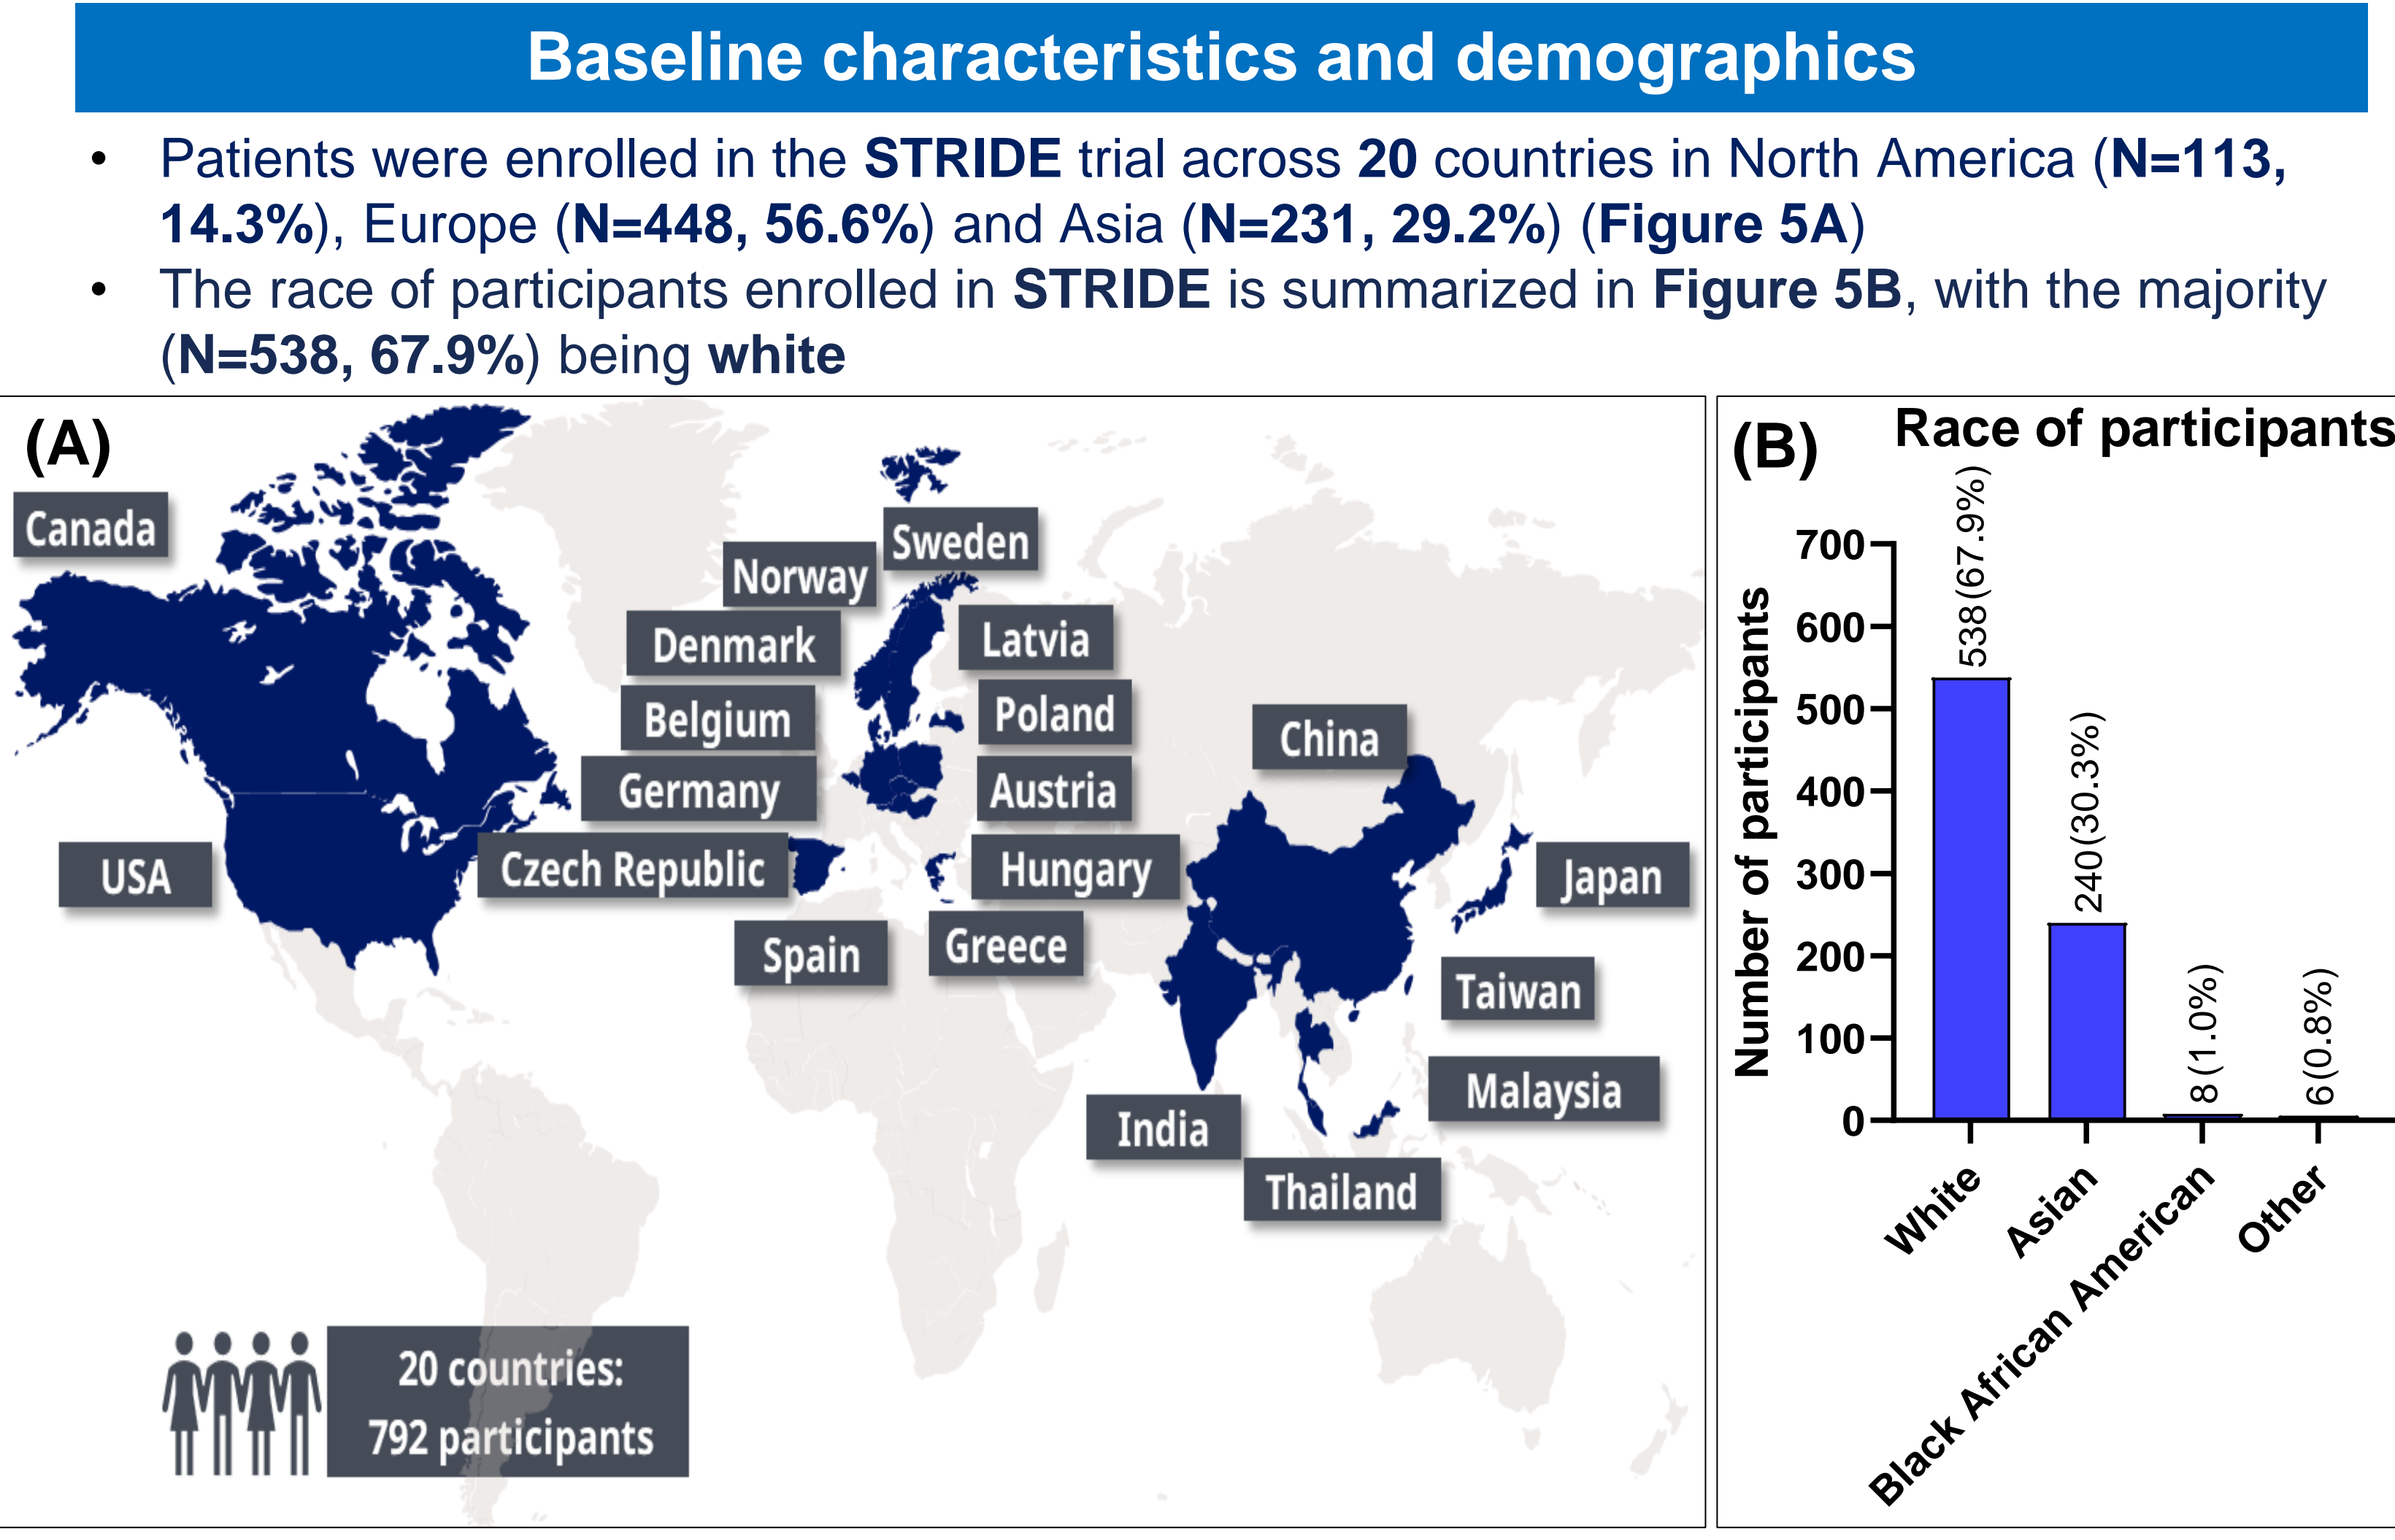 Baseline characteristics and demographics
• Patients were enrolled in the STRIDE trial across 20 countries in North America (N=113,
14.3%), Europe (N=448, 56.6%) and Asia (N=231, 29.2%) (Figure 5A)
• The race of participants enrolled in STRIDE is summarized in Figure 5B, with the majority
(N=538, 67.9%) being white
(A)
Canada
Sweden
Norway
Denmark
Latvia
Belgium
Poland
China
Germany
Austria
USA
Czech Republic
Hungary
Japan
Spain
Greece
Taiwan
Malaysia
India
Thailand
20 countries:
792 participants
(B)
Race of participants
Number of participants
700
600
500
400
300
200
100
0
538 (67.9%)
240 (30.3%)
8 (1.0%)
6 (0.8%)
White
Asian
Black African American
Other